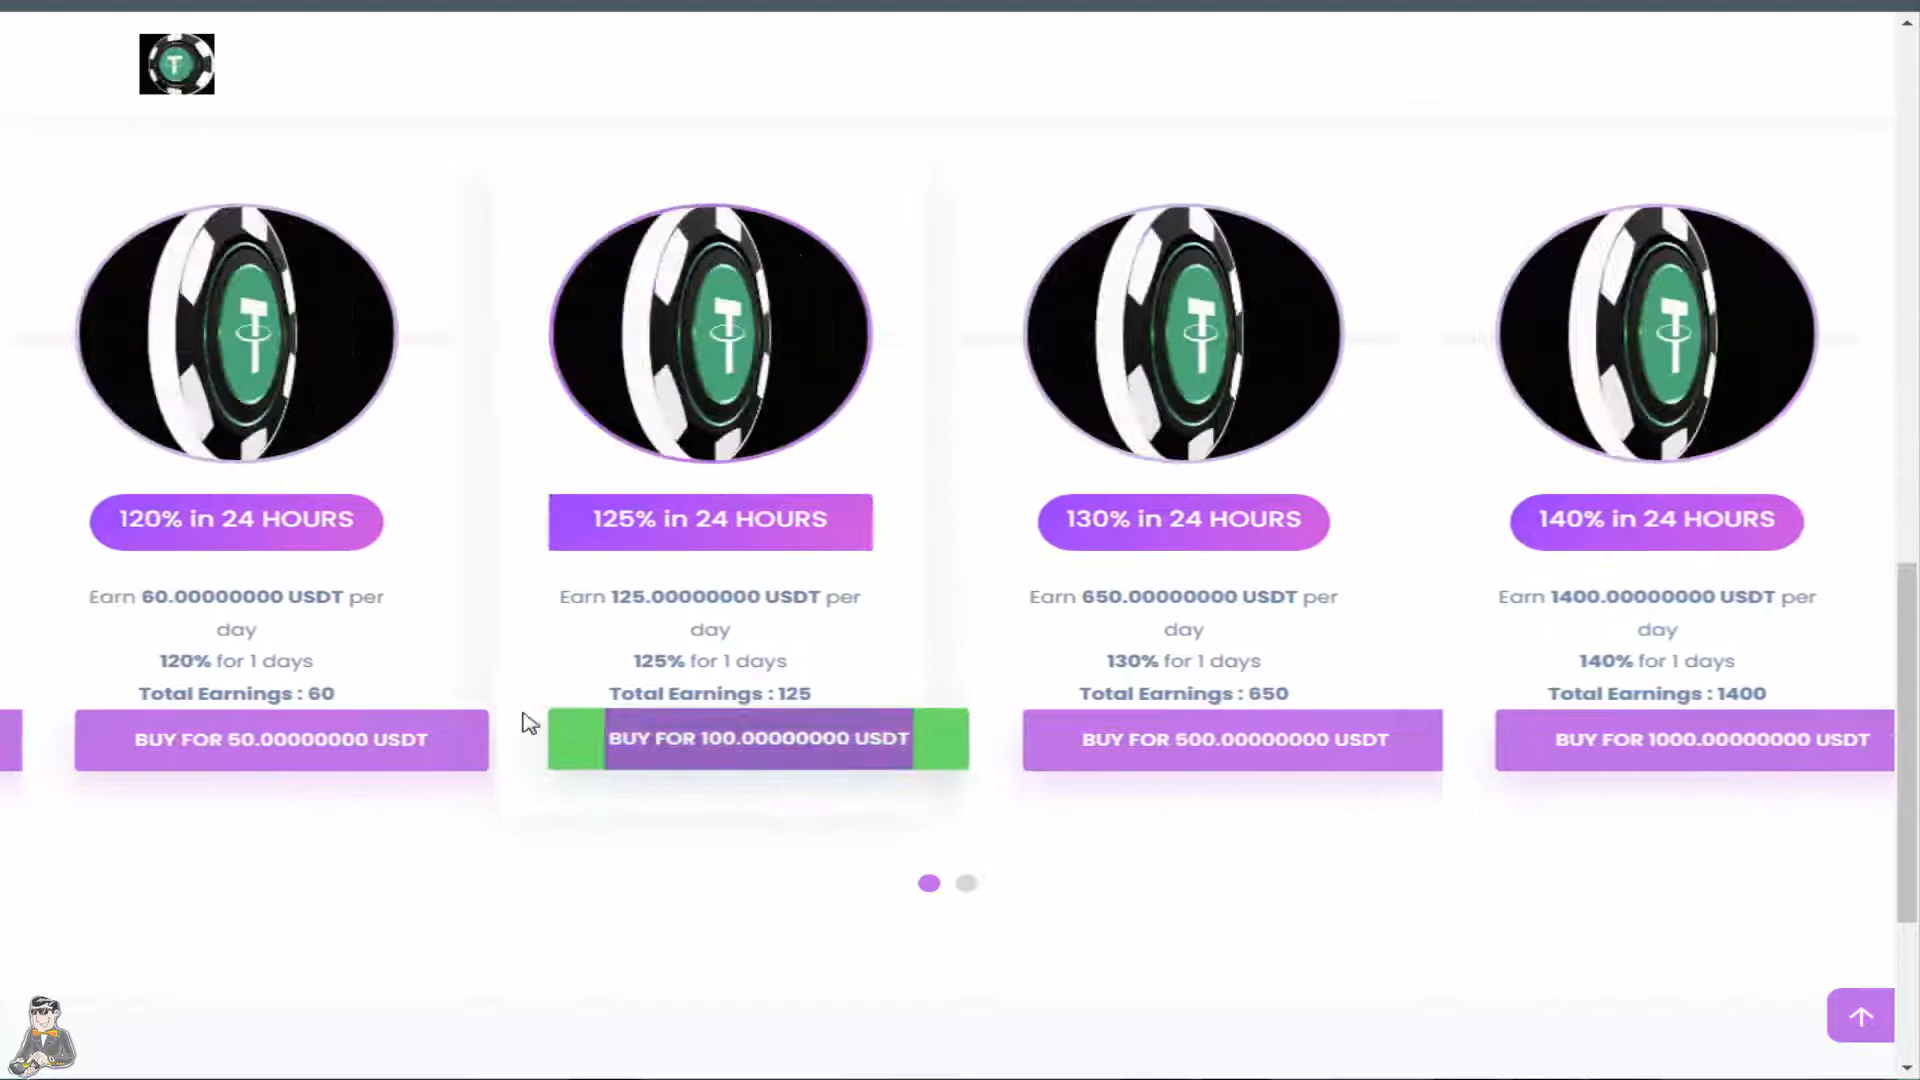 120% in 24 HOURS
Earn 60.00000000 USDT per
day
120% for 1 days
Total Earnings : 60
BUY FOR 50.00000000 USDT
125% in 24 HOURS
Earn 125.00000000 USDT per
day
125% for 1 days
Total Earnings : 125
BUY FOR 100.00000000 USDT
130% in 24 HOURS
Earn 650.00000000 USDT per
day
130% for 1 days
Total Earnings : 650
BUY FOR 500.00000000 USDT
140% in 24 HOURS
Earn 1400.00000000 USDT per
day
140% for 1 days
Total Earnings : 1400
BUY FOR 1000.00000000 USDT